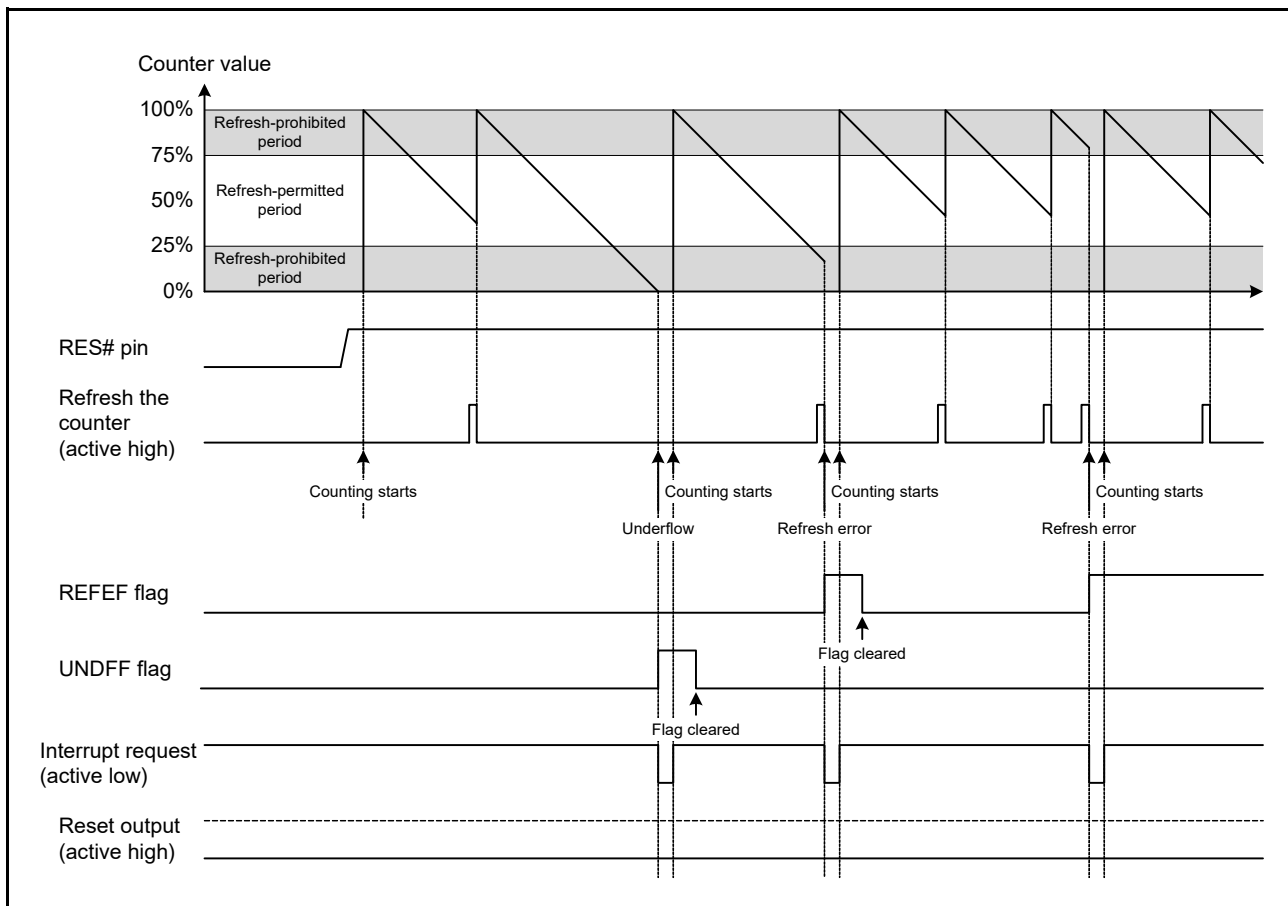 Counter value
100%
Refresh-prohibited
period
75%
Refresh-permitted
period
50%
25%
Refresh-prohibited
period
0%
RES# pin
Refresh the
counter
(active high)
Counting starts
Counting starts
Counting starts
Counting starts
Underflow
Refresh error
Refresh error
REFEF flag
Flag cleared
UNDFF flag
Flag cleared
Interrupt request
(active low)
Reset output
(active high)